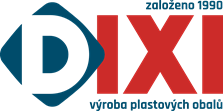 založeno 1990
DIXI
výroba plastových obalů